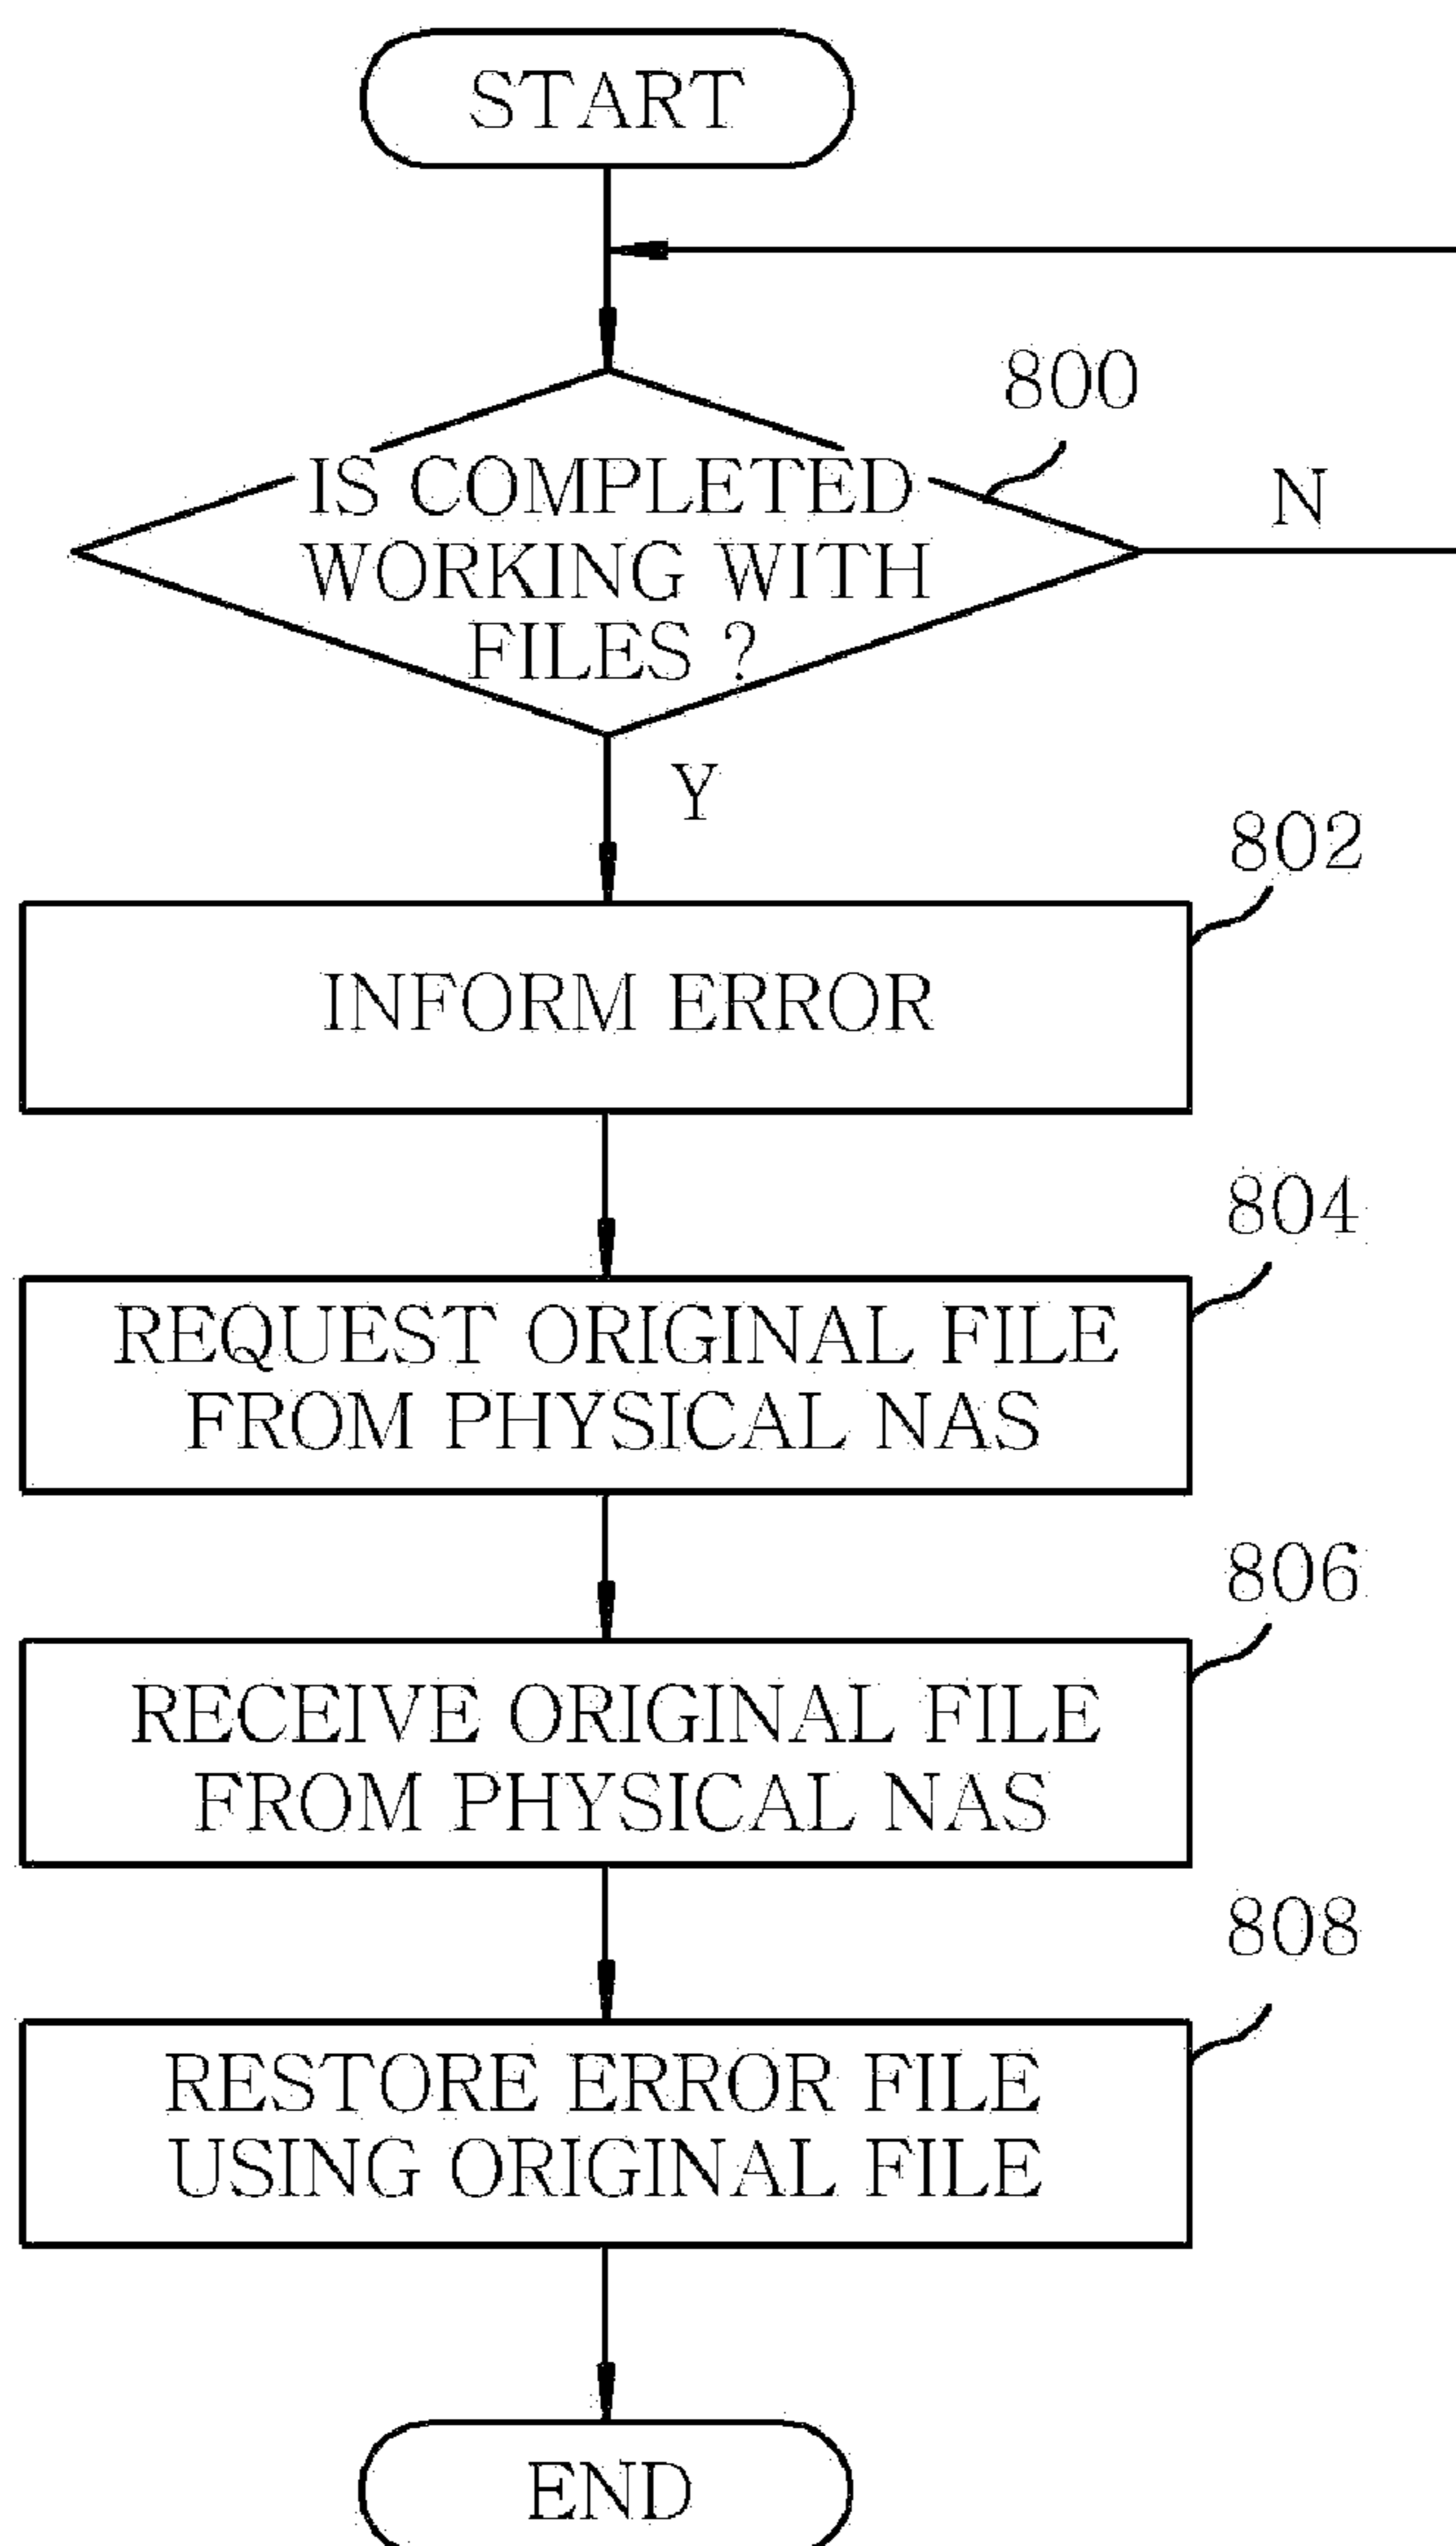 START
800
IS COMPLETED
WORKING WITH
FILES ?
N
Y
802
INFORM ERROR
804
REQUEST ORIGINAL FILE
FROM PHYSICAL NAS
806
RECEIVE ORIGINAL FILE
FROM PHYSICAL NAS
808
RESTORE ERROR FILE
USING ORIGINAL FILE
END